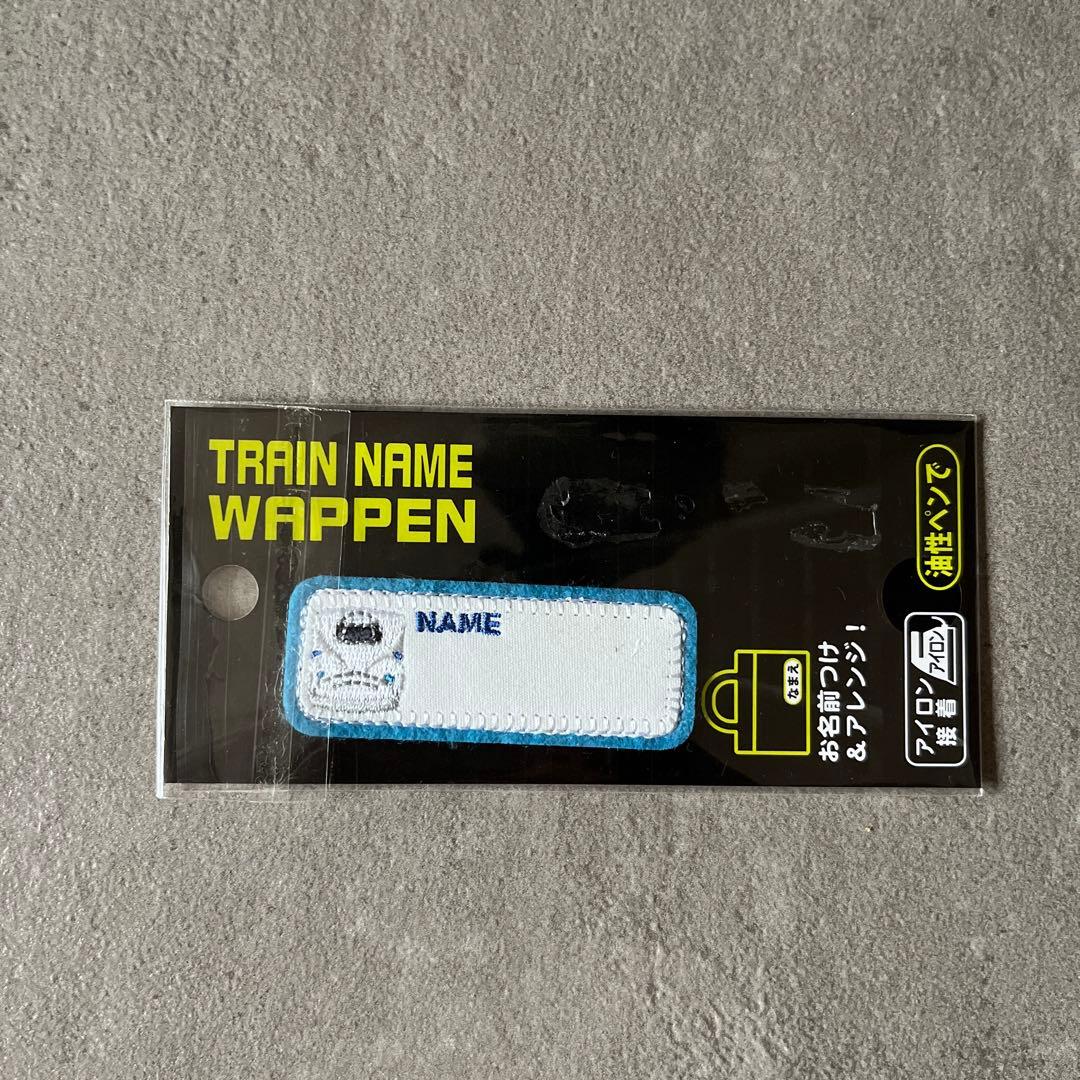 TRAIN NAME
WAPPEN
NAME
油性ペンで
なまえ
お名前つけ
&アレンジ！
アイロン
接着
アイロン